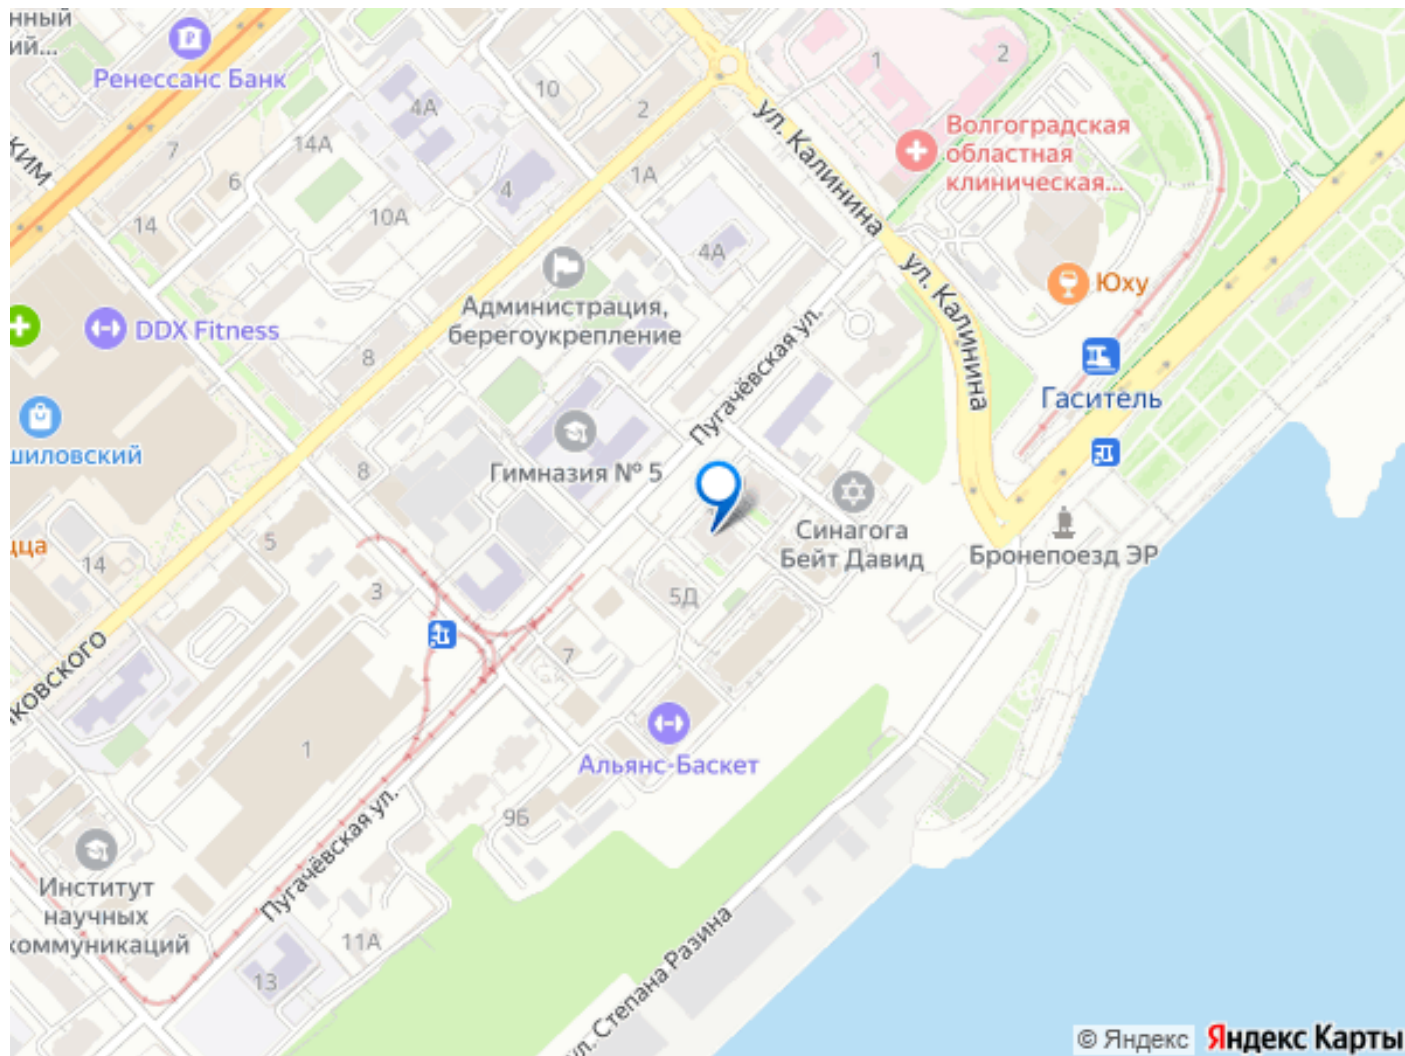 нный
ий...
Ренессанс Банк
КИМ
7
14А
4А
10
2
1
2
6
14
10А
4
1А
4А
ул. Калинина
Волгоградская
областная
клиническая...
ул. Калинина
Юху
Администрация,
берегоукрепление
DDX Fitness
8
Пугачёвская ул.
Гаситель
шиловский
Гимназия № 5
8
Синагога
Бейт Давид
Бронепоезд ЭР
цца
14
5
3
5Д
7
ковского
1
Альянс-Баскет
9Б
Пугачёвская ул.
Институт
научных
коммуникаций
11А
13
ул. Степана Разина
© Яндекс Яндекс Карты